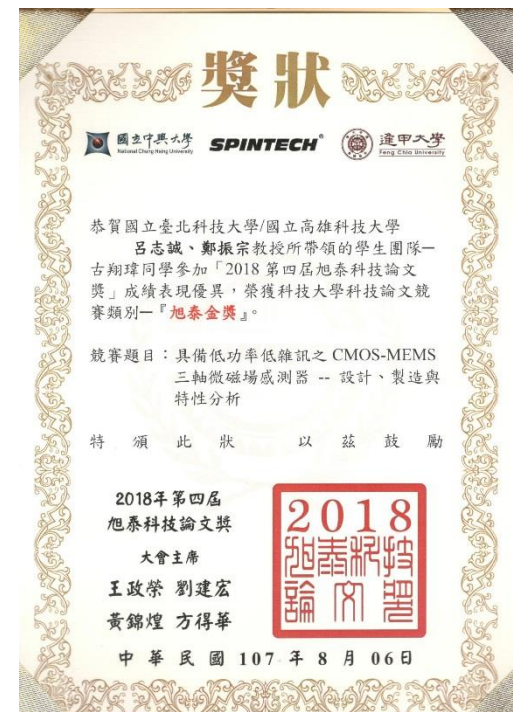 獎狀
國立中興大學
National Chung Hsing University
SPINTECH®
逢甲大學
Feng Chia University
恭賀國立臺北科技大學/國立高雄科技大學
呂志誠、鄭振宗教授所帶領的學生團隊—
古翔瑋同學參加「2018 第四屆旭泰科技論文
獎」成績表現優異，榮獲科技大學科技論文競
賽類別—『旭泰金獎』。
競賽題目：具備低功率低雜訊之 CMOS-MEMS
三軸微磁場感測器 -- 設計、製造與
特性分析
特頒此狀 以茲鼓勵
2018年第四屆
旭泰科技論文獎
大會主席
王政榮 劉建宏
黃錦煌 方得華
2018
旭泰科技
論文獎
中華民國 107 年 8 月 06 日